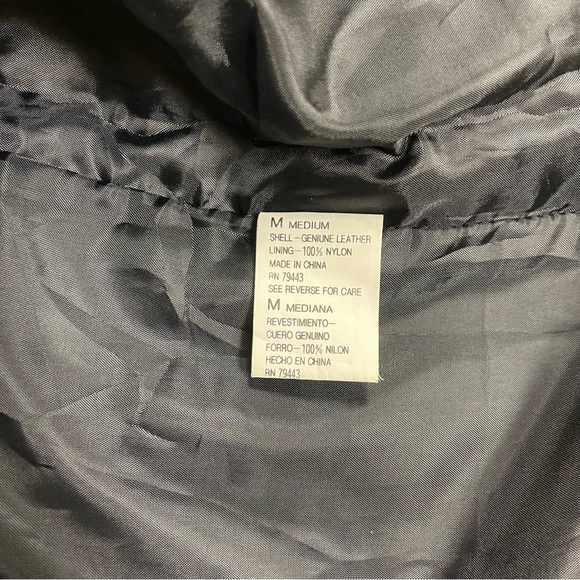 M MEDIUM
SHELL-GENIUNE LEATHER
LINING-100% NYLON
MADE IN CHINA
RN 79443
SEE REVERSE FOR CARE
M MEDIANA
REVESTIMIENTO-
CUERO GENUINO
FORRO-100% NILON
HECHO EN CHINA
RN 79443